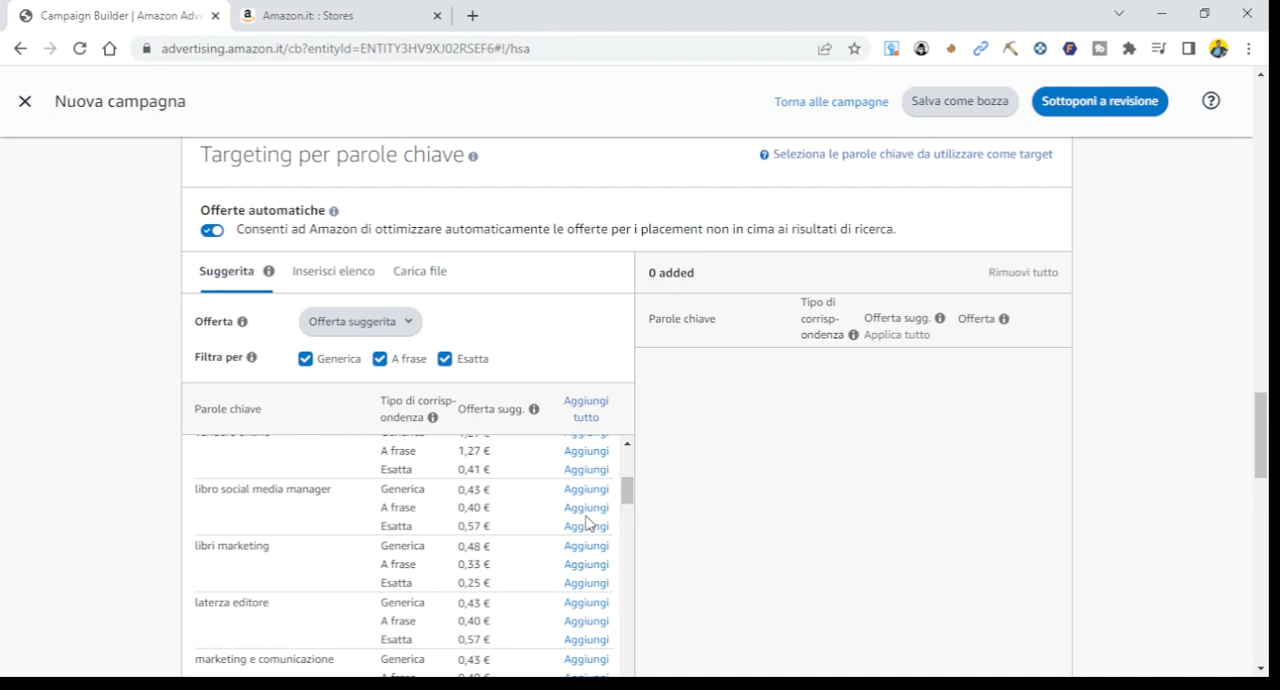 Campaign Builder | Amazon Adve
Amazon.it: : Stores
advertising.amazon.it/cb?entityId=ENTITY3HV9XJ02RSEF6#!/hsa
Nuova campagna
Torna alle campagne
Salva come bozza
Sottoponi a revisione
Targeting per parole chiave
Seleziona le parole chiave da utilizzare come target
Offerte automatiche
Consenti ad Amazon di ottimizzare automaticamente le offerte per i placement non in cima ai risultati di ricerca.
Suggerita
Inserisci elenco
Carica file
0 added
Rimuovi tutto
Offerta
Offerta suggerita
Filtra per
Generica
A frase
Esatta
Parole chiave
Tipo di
corrisp-
ondenza
Offerta sugg.
Applica tutto
Offerta
Parole chiave
Tipo di corrisp-
ondenza
Offerta sugg.
Aggiungi
tutto
A frase 1,27 € Aggiungi
Esatta 0,41 € Aggiungi
libro social media manager Generica 0,43 € Aggiungi
A frase 0,40 € Aggiungi
Esatta 0,57 € Aggiungi
libri marketing Generica 0,48 € Aggiungi
A frase 0,33 € Aggiungi
Esatta 0,25 € Aggiungi
laterza editore Generica 0,43 € Aggiungi
A frase 0,40 € Aggiungi
Esatta 0,57 € Aggiungi
marketing e comunicazione Generica 0,43 € Aggiungi